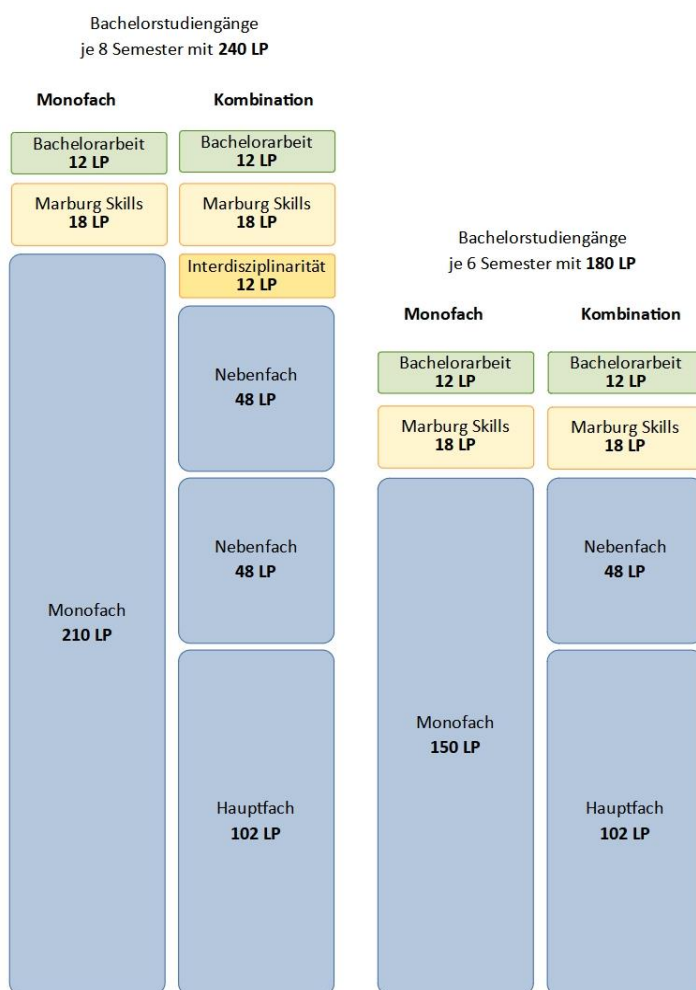 Bachelorstudiengänge
je 8 Semester mit 240 LP
Monofach
Bachelorarbeit
12 LP
Marburg Skills
18 LP
Monofach
210 LP
Kombination
Bachelorarbeit
12 LP
Marburg Skills
18 LP
Interdisziplinarität
12 LP
Nebenfach
48 LP
Nebenfach
48 LP
Hauptfach
102 LP
Bachelorstudiengänge
je 6 Semester mit 180 LP
Monofach
Bachelorarbeit
12 LP
Marburg Skills
18 LP
Monofach
150 LP
Kombination
Bachelorarbeit
12 LP
Marburg Skills
18 LP
Nebenfach
48 LP
Hauptfach
102 LP